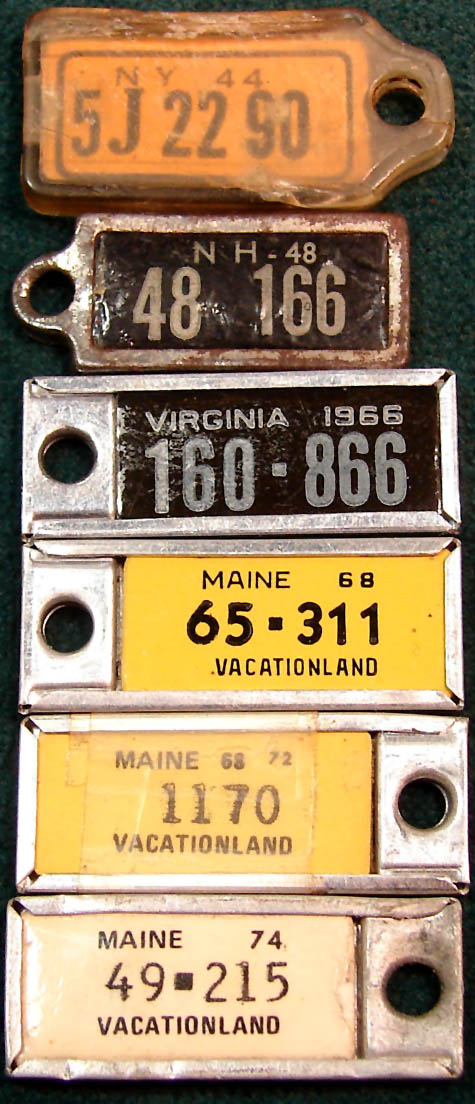 NY 44
5J 22 90
NH-48
48 166
VIRGINIA 1966
160-866
MAINE 68
65-311
VACATIONLAND
MAINE 68 72
1170
VACATIONLAND
MAINE 74
49-215
VACATIONLAND